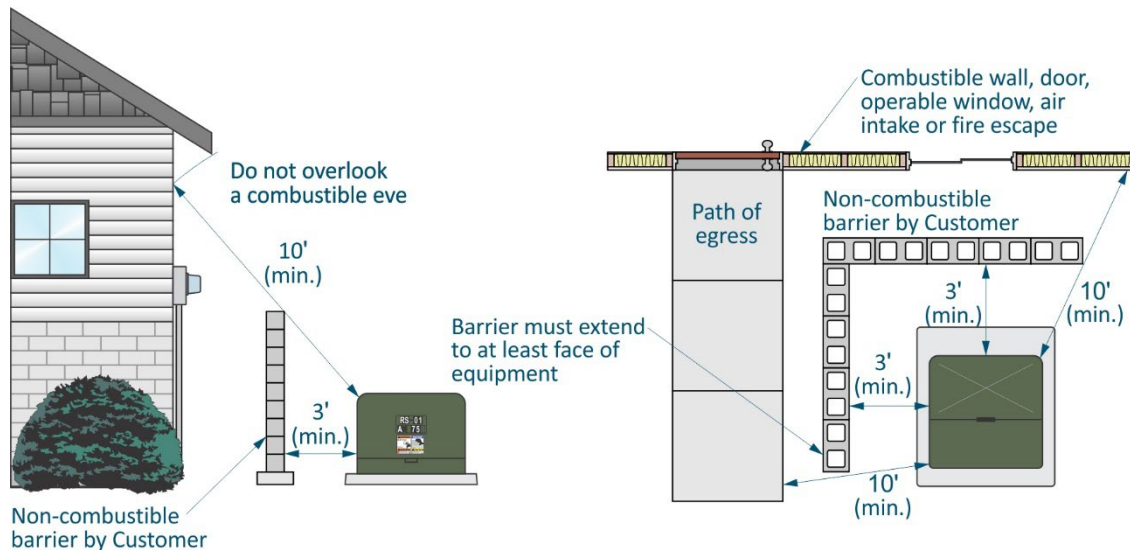 Do not overlook
a combustible eve
10'
(min.)
3'
(min.)
RS 01
A 75
Non-combustible
barrier by Customer
Combustible wall, door,
operable window, air
intake or fire escape
Path of
egress
Non-combustible
barrier by Customer
3'
(min.)
10'
(min.)
Barrier must extend
to at least face of
equipment
3'
(min.)
10'
(min.)